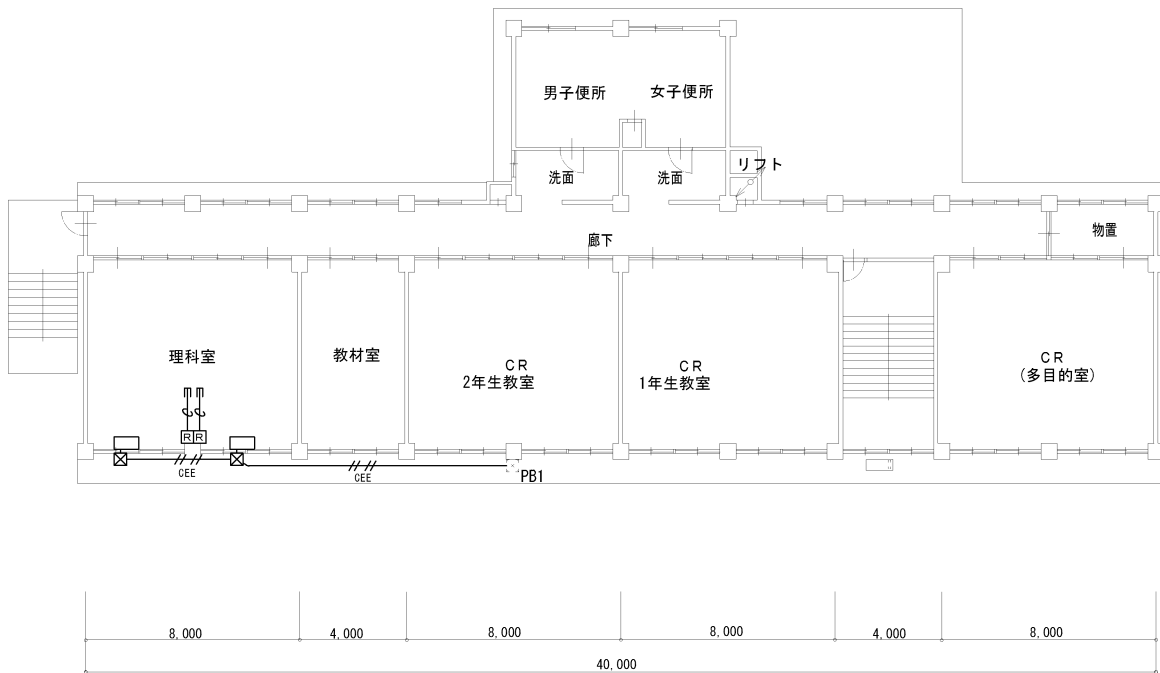 男子便所
女子便所
洗面
洗面
リフト
廊下
物置
理科室
教材室
CR
2年生教室
CR
1年生教室
CR
(多目的室)
R R
CEE
CEE
PB1
8,000
4,000
8,000
8,000
4,000
8,000
40,000